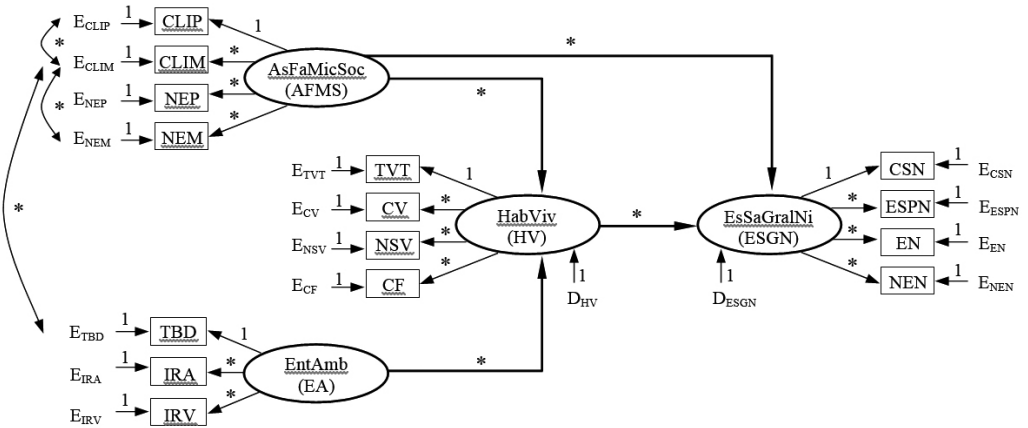 E_CLIP 1 CLIP 1
*
E_CLIM 1 CLIM * *
AsFaMicSoc
(AFMS)
E_NEP 1 NEP * *
*
E_NEM 1 NEM *
E_TVT 1 TVT 1
CSN 1 E_CSN
1
E_CV 1 CV *
HabViv
(HV)
*
EsSaGralNi
(ESGN)
* ESPN 1 E_ESPN
*
E_NSV 1 NSV *
* EN 1 E_EN
E_CF 1 CF *
1
D_HV
1
D_ESGN
* NEN 1 E_NEN
E_TBD 1 TBD 1
E_IRA 1 IRA *
EntAmb
(EA)
*
E_IRV 1 IRV *